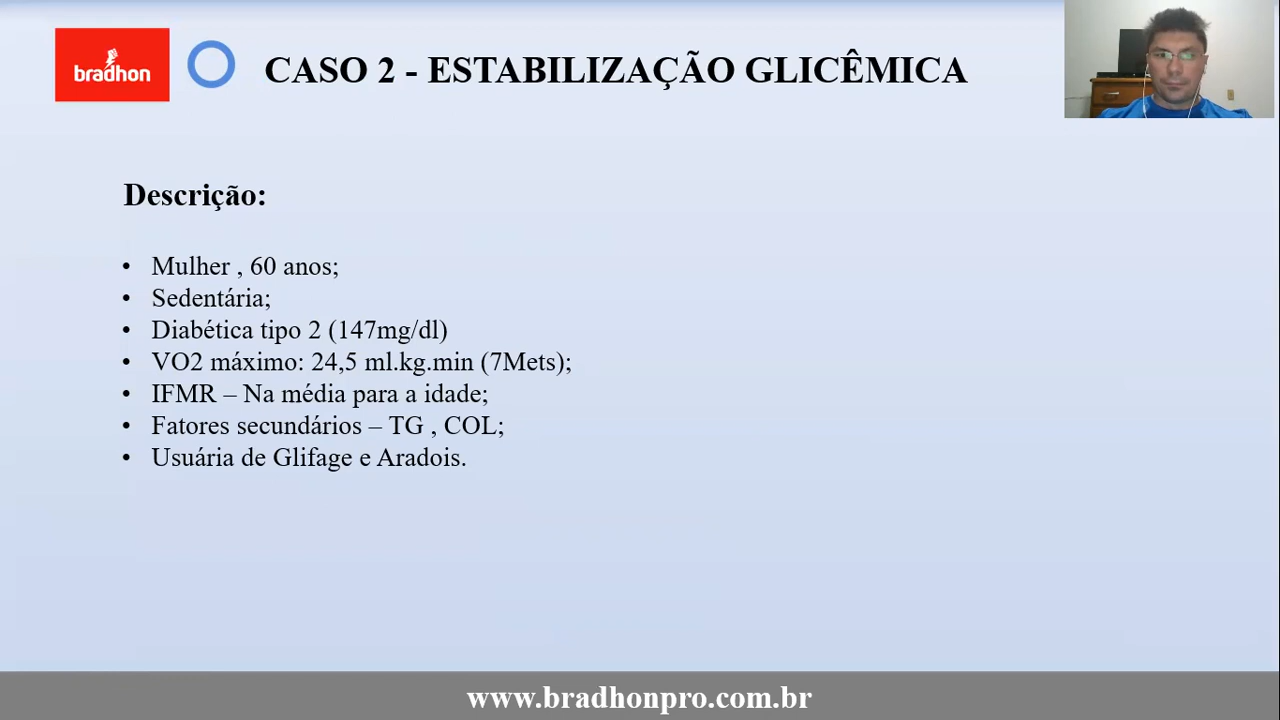 bradhon
CASO 2 - ESTABILIZAÇÃO GLICÊMICA
Descrição:
• Mulher , 60 anos;
• Sedentária;
• Diabética tipo 2 (147mg/dl)
• VO2 máximo: 24,5 ml.kg.min (7Mets);
• IFMR – Na média para a idade;
• Fatores secundários – TG , COL;
• Usuária de Glifage e Aradois.
www.bradhonpro.com.br